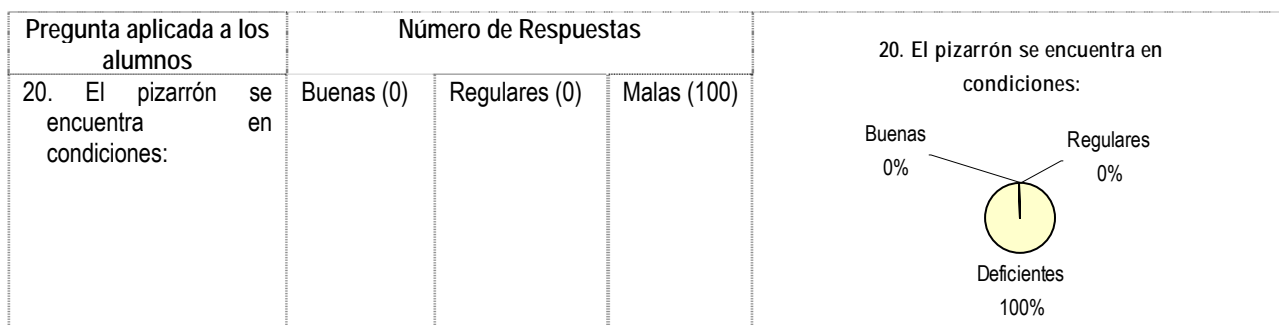 Pregunta aplicada a los
alumnos
Número de Respuestas
20. El pizarrón se
encuentra en
condiciones:
Buenas (0)
Regulares (0)
Malas (100)
20. El pizarrón se encuentra en
condiciones:
Buenas
0%
Regulares
0%
Deficientes
100%